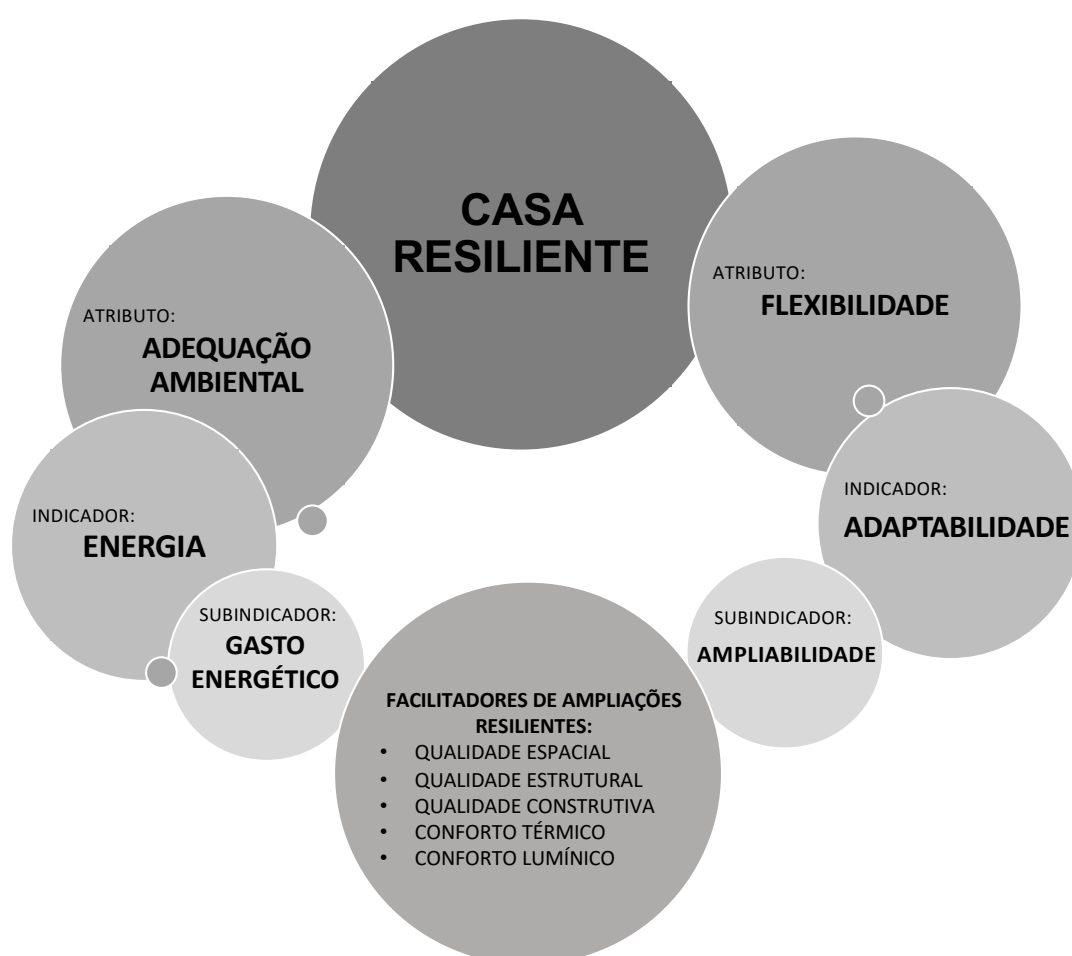 CASA
RESILIENTE
ATRIBUTO:
ADEQUAÇÃO
AMBIENTAL
INDICADOR:
ENERGIA
SUBINDICADOR:
GASTO
ENERGÉTICO
ATRIBUTO:
FLEXIBILIDADE
INDICADOR:
ADAPTABILIDADE
SUBINDICADOR:
AMPLIABILIDADE
FACILITADORES DE AMPLIAÇÕES
RESILIENTES:
• QUALIDADE ESPACIAL
• QUALIDADE ESTRUTURAL
• QUALIDADE CONSTRUTIVA
• CONFORTO TÉRMICO
• CONFORTO LUMÍNICO